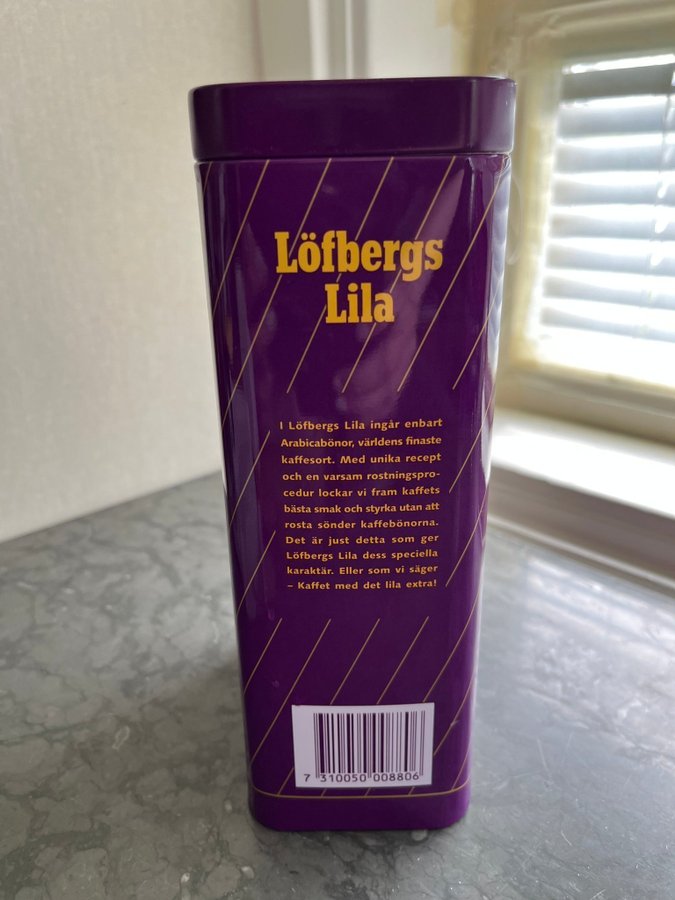 Löfbergs
Lila
I Löfbergs Lila ingår enbart
Arabicabönor, världens finaste
kaffesort. Med unika recept
och en varsam rostningspro-
cedur lockar vi fram kaffets
bästa smak och styrka utan att
rosta sönder kaffebönorna.
Det är just detta som ger
Löfbergs Lila dess speciella
karaktär. Eller som vi säger
– Kaffet med det lila extra!
7 310050 008806